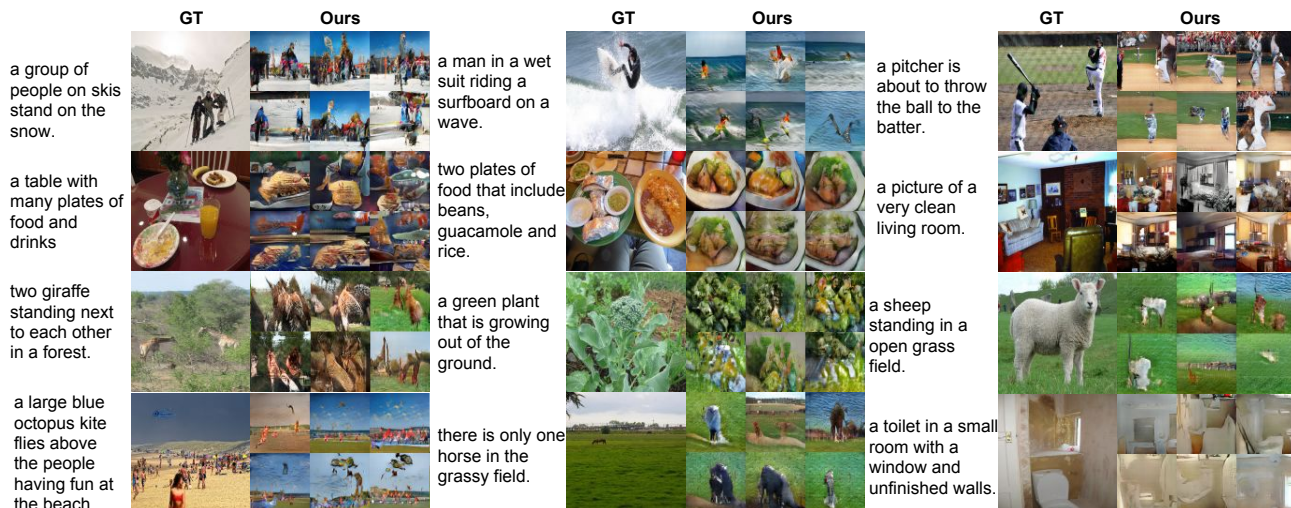 GT Ours GT Ours GT Ours
a group of
people on skis
stand on the
snow.
a man in a wet
suit riding a
surfboard on a
wave.
a pitcher is
about to throw
the ball to the
batter.
a table with
many plates of
food and
drinks
two plates of
food that include
beans,
guacamole and
rice.
a picture of a
very clean
living room.
two giraffe
standing next
to each other
in a forest.
a green plant
that is growing
out of the
ground.
a sheep
standing in a
open grass
field.
a large blue
octopus kite
flies above
the people
having fun at
the beach
there is only one
horse in the
grassy field.
a toilet in a small
room with a
window and
unfinished walls.